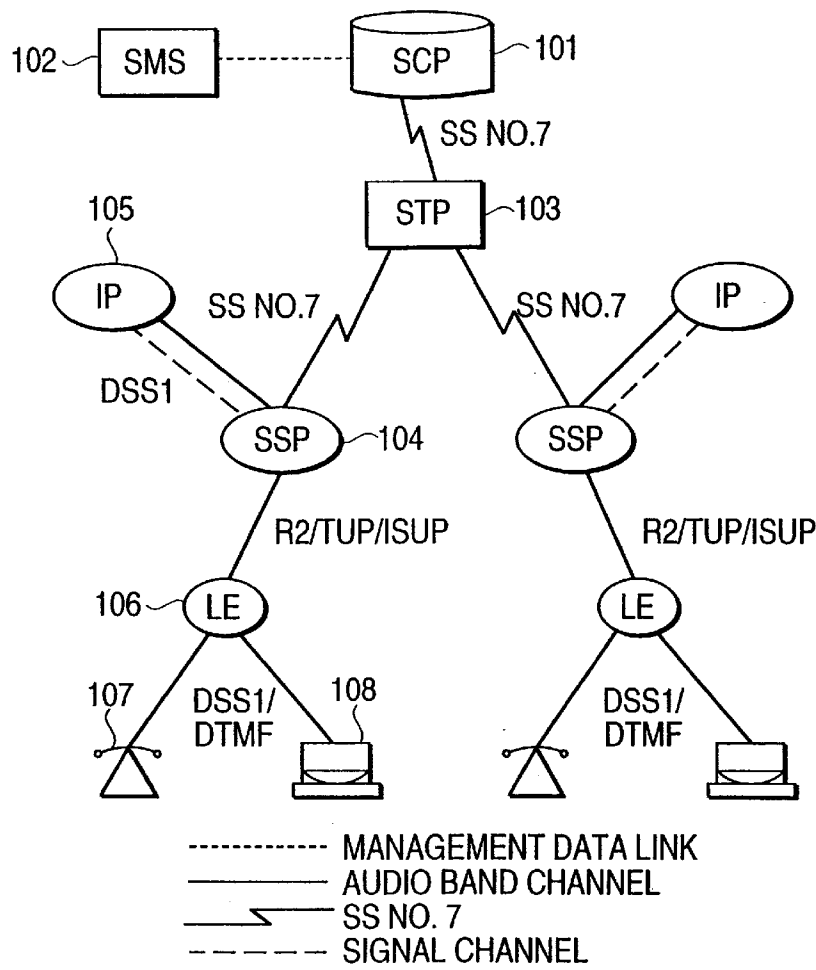 102
SMS
SCP
101
SS NO.7
STP
103
105
IP
SS NO.7
SS NO.7
IP
DSS1
SSP
104
SSP
R2/TUP/ISUP
R2/TUP/ISUP
106
LE
LE
107
DSS1/
DTMF
108
DSS1/
DTMF
MANAGEMENT DATA LINK
AUDIO BAND CHANNEL
SS NO. 7
SIGNAL CHANNEL